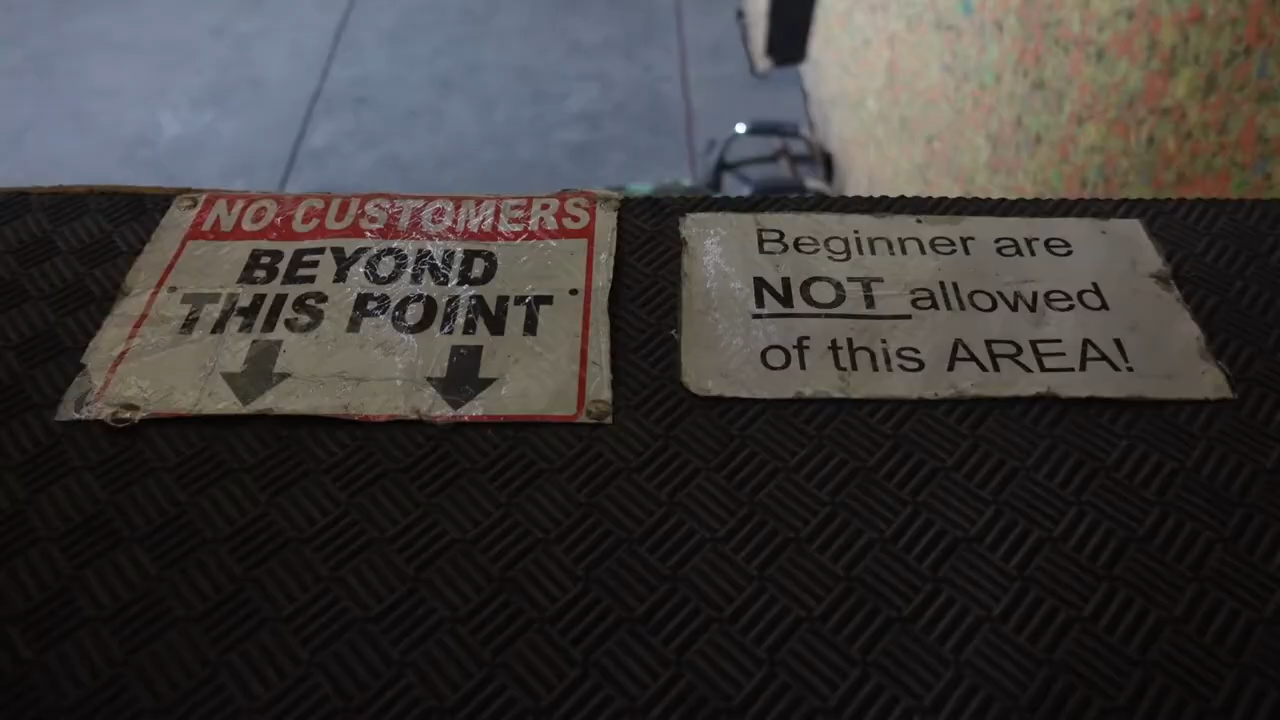 NO CUSTOMERS
BEYOND
THIS POINT
Beginner are
NOT allowed
of this AREA!